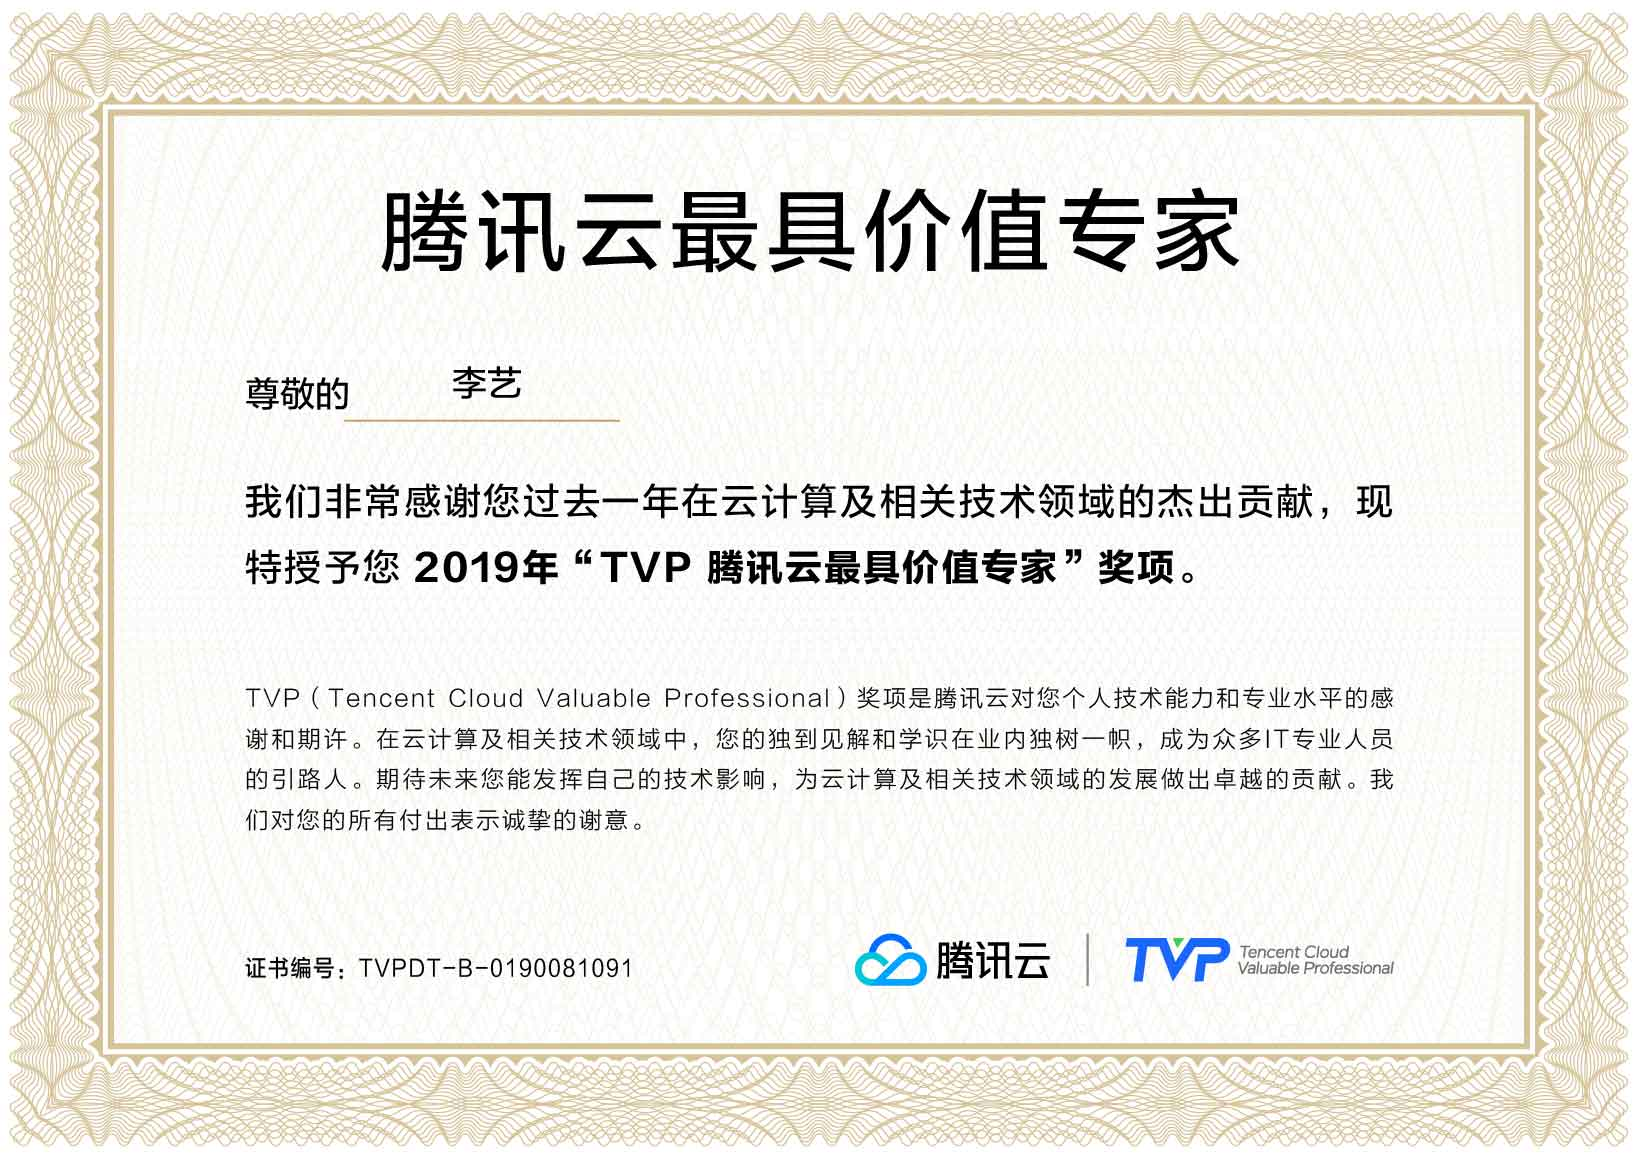 腾讯云最具价值专家
尊敬的 李艺
我们非常感谢您过去一年在云计算及相关技术领域的杰出贡献，现
特授予您 2019年“TVP 腾讯云最具价值专家”奖项。
TVP（Tencent Cloud Valuable Professional）奖项是腾讯云对您个人技术能力和专业水平的感
谢和期许。在云计算及相关技术领域中，您的独到见解和学识在业内独树一帜，成为众多IT专业人员
的引路人。期待未来您能发挥自己的技术影响，为云计算及相关技术领域的发展做出卓越的贡献。我
们对您的所有付出表示诚挚的谢意。
证书编号：TVPDT-B-0190081091
腾讯云
TVP Tencent Cloud
Valuable Professional